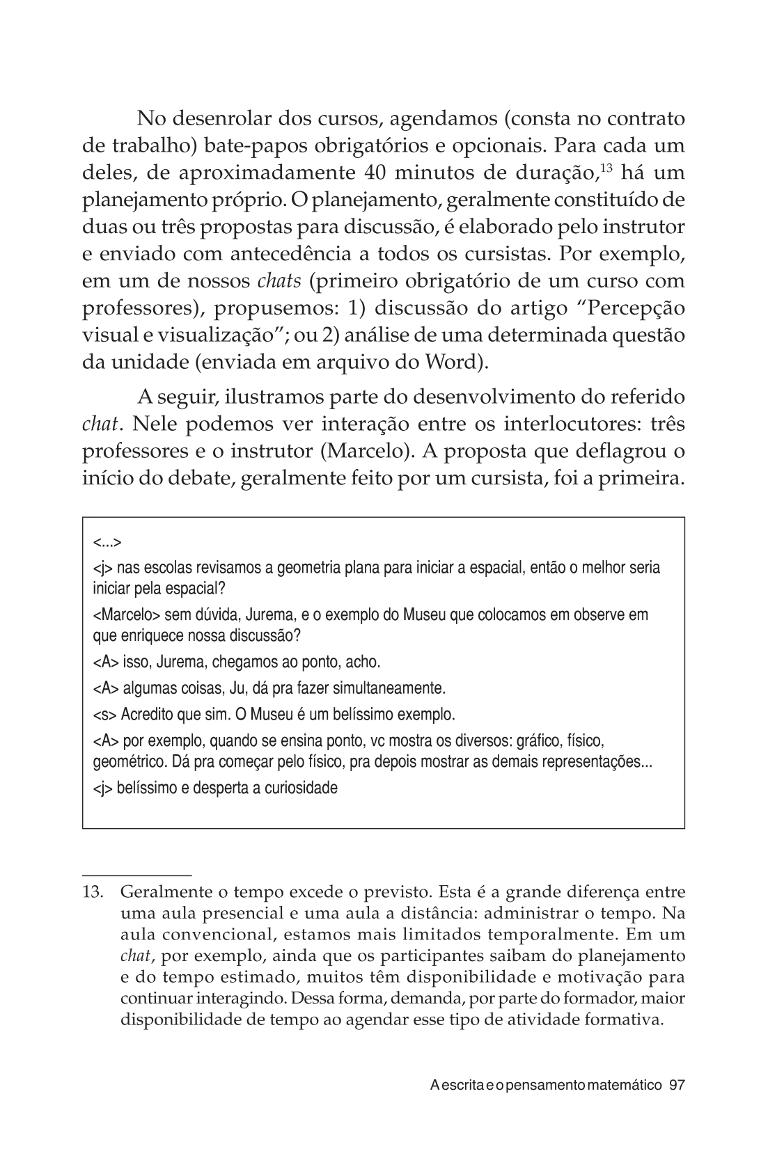 No desenrolar dos cursos, agendamos (consta no contrato
de trabalho) bate-papos obrigatórios e opcionais. Para cada um
deles, de aproximadamente 40 minutos de duração,13 há um
planejamento próprio. O planejamento, geralmente constituído de
duas ou três propostas para discussão, é elaborado pelo instrutor
e enviado com antecedência a todos os cursistas. Por exemplo,
em um de nossos chats (primeiro obrigatório de um curso com
professores), propusemos: 1) discussão do artigo “Percepção
visual e visualização”; ou 2) análise de uma determinada questão
da unidade (enviada em arquivo do Word).
A seguir, ilustramos parte do desenvolvimento do referido
chat. Nele podemos ver interação entre os interlocutores: três
professores e o instrutor (Marcelo). A proposta que deflagrou o
início do debate, geralmente feito por um cursista, foi a primeira.
<...>
<j> nas escolas revisamos a geometria plana para iniciar a espacial, então o melhor seria
iniciar pela espacial?
<Marcelo> sem dúvida, Jurema, e o exemplo do Museu que colocamos em observe em
que enriquece nossa discussão?
<A> isso, Jurema, chegamos ao ponto, acho.
<A> algumas coisas, Ju, dá pra fazer simultaneamente.
<s> Acredito que sim. O Museu é um belíssimo exemplo.
<A> por exemplo, quando se ensina ponto, vc mostra os diversos: gráfico, físico,
geométrico. Dá pra começar pelo físico, pra depois mostrar as demais representações...
<j> belíssimo e desperta a curiosidade
13. Geralmente o tempo excede o previsto. Esta é a grande diferença entre
uma aula presencial e uma aula a distância: administrar o tempo. Na
aula convencional, estamos mais limitados temporalmente. Em um
chat, por exemplo, ainda que os participantes saibam do planejamento
e do tempo estimado, muitos têm disponibilidade e motivação para
continuar interagindo. Dessa forma, demanda, por parte do formador, maior
disponibilidade de tempo ao agendar esse tipo de atividade formativa.
A escrita e o pensamento matemático 97